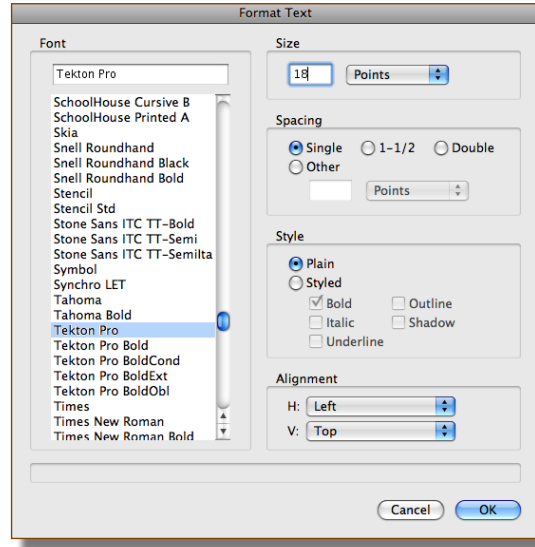 Format Text
Font
Tekton Pro
SchoolHouse Cursive B
SchoolHouse Printed A
Skia
Snell Roundhand
Snell Roundhand Black
Snell Roundhand Bold
Stencil
Stencil Std
Stone Sans ITC TT-Bold
Stone Sans ITC TT-Semi
Stone Sans ITC TT-SemiIta
Symbol
Synchro LET
Tahoma
Tahoma Bold
Tekton Pro
Tekton Pro Bold
Tekton Pro BoldCond
Tekton Pro BoldExt
Tekton Pro BoldObl
Times
Times New Roman
Times New Roman Bold
Size
18 Points
Spacing
Single 1-1/2 Double
Other
Points
Style
Plain
Styled
Bold Outline
Italic Shadow
Underline
Alignment
H: Left
V: Top
Cancel OK